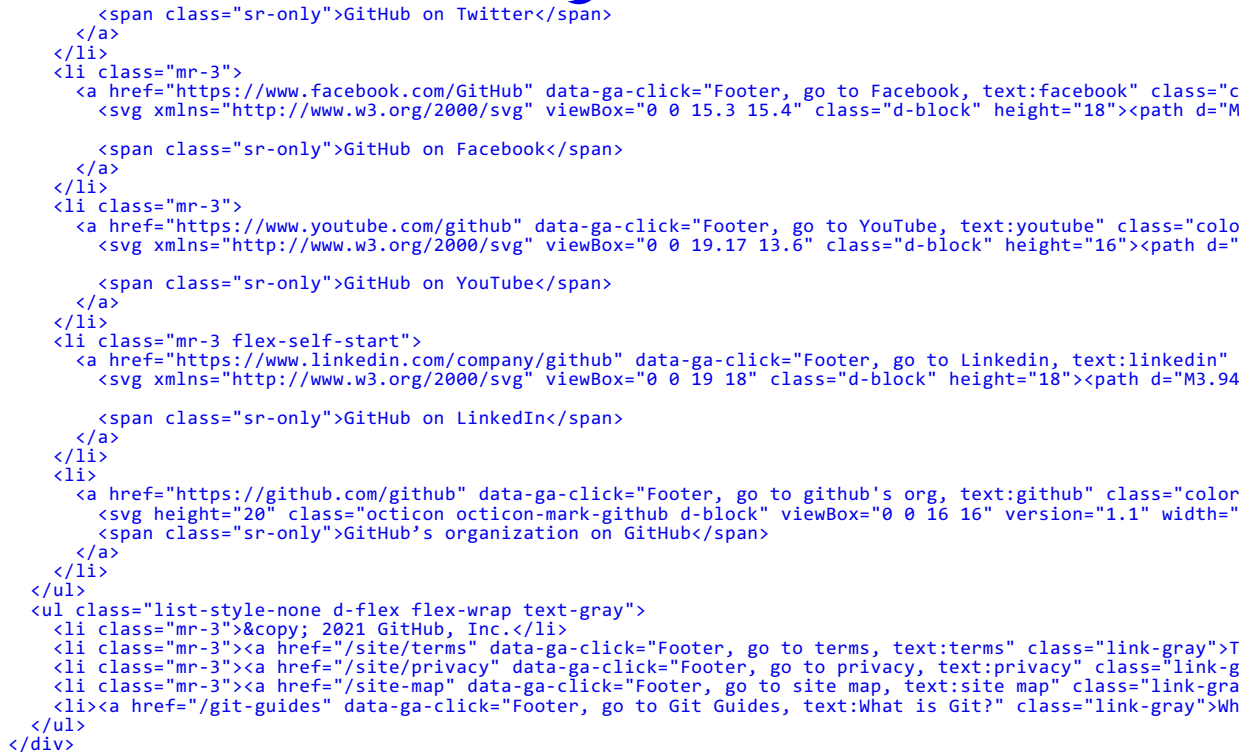 <span class="sr-only">GitHub on Twitter</span>
      </a>
    </li>
    <li class="mr-3">
      <a href="https://www.facebook.com/GitHub" data-ga-click="Footer, go to Facebook, text:facebook" class="c
        <svg xmlns="http://www.w3.org/2000/svg" viewBox="0 0 15.3 15.4" class="d-block" height="18"><path d="M

        <span class="sr-only">GitHub on Facebook</span>
      </a>
    </li>
    <li class="mr-3">
      <a href="https://www.youtube.com/github" data-ga-click="Footer, go to YouTube, text:youtube" class="colo
        <svg xmlns="http://www.w3.org/2000/svg" viewBox="0 0 19.17 13.6" class="d-block" height="16"><path d="

        <span class="sr-only">GitHub on YouTube</span>
      </a>
    </li>
    <li class="mr-3 flex-self-start">
      <a href="https://www.linkedin.com/company/github" data-ga-click="Footer, go to Linkedin, text:linkedin"
        <svg xmlns="http://www.w3.org/2000/svg" viewBox="0 0 19 18" class="d-block" height="18"><path d="M3.94

        <span class="sr-only">GitHub on LinkedIn</span>
      </a>
    </li>
    <li>
      <a href="https://github.com/github" data-ga-click="Footer, go to github's org, text:github" class="color
        <svg height="20" class="octicon octicon-mark-github d-block" viewBox="0 0 16 16" version="1.1" width="
        <span class="sr-only">GitHub’s organization on GitHub</span>
      </a>
    </li>
  </ul>
  <ul class="list-style-none d-flex flex-wrap text-gray">
    <li class="mr-3">&copy; 2021 GitHub, Inc.</li>
    <li class="mr-3"><a href="/site/terms" data-ga-click="Footer, go to terms, text:terms" class="link-gray">T
    <li class="mr-3"><a href="/site/privacy" data-ga-click="Footer, go to privacy, text:privacy" class="link-g
    <li class="mr-3"><a href="/site-map" data-ga-click="Footer, go to site map, text:site map" class="link-gra
    <li><a href="/git-guides" data-ga-click="Footer, go to Git Guides, text:What is Git?" class="link-gray">Wh
  </ul>
</div>